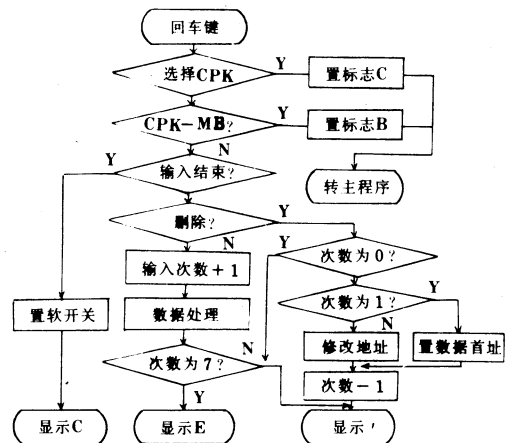 回车键
选择CPK
Y
置标志C
CPK-MB?
Y
置标志B
N
Y
输入结束?
转主程序
删除?
Y
N
Y
次数为0?
输入次数+1
次数为1?
Y
置软开关
数据处理
N
修改地址
置数据首址
次数为7?
N
次数-1
Y
显示C
显示E
显示'